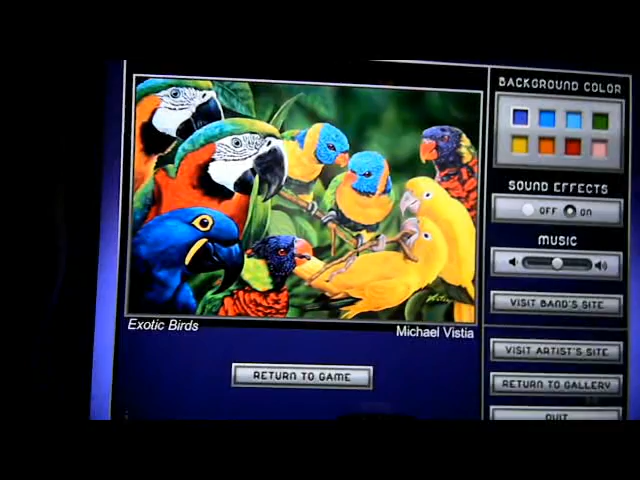 BACKGROUND COLOR
SOUND EFFECTS
OFF ON
MUSIC
VISIT BAND'S SITE
Exotic Birds
Michael Vistia
VISIT ARTIST'S SITE
RETURN TO GAME
RETURN TO GALLERY
QUIT